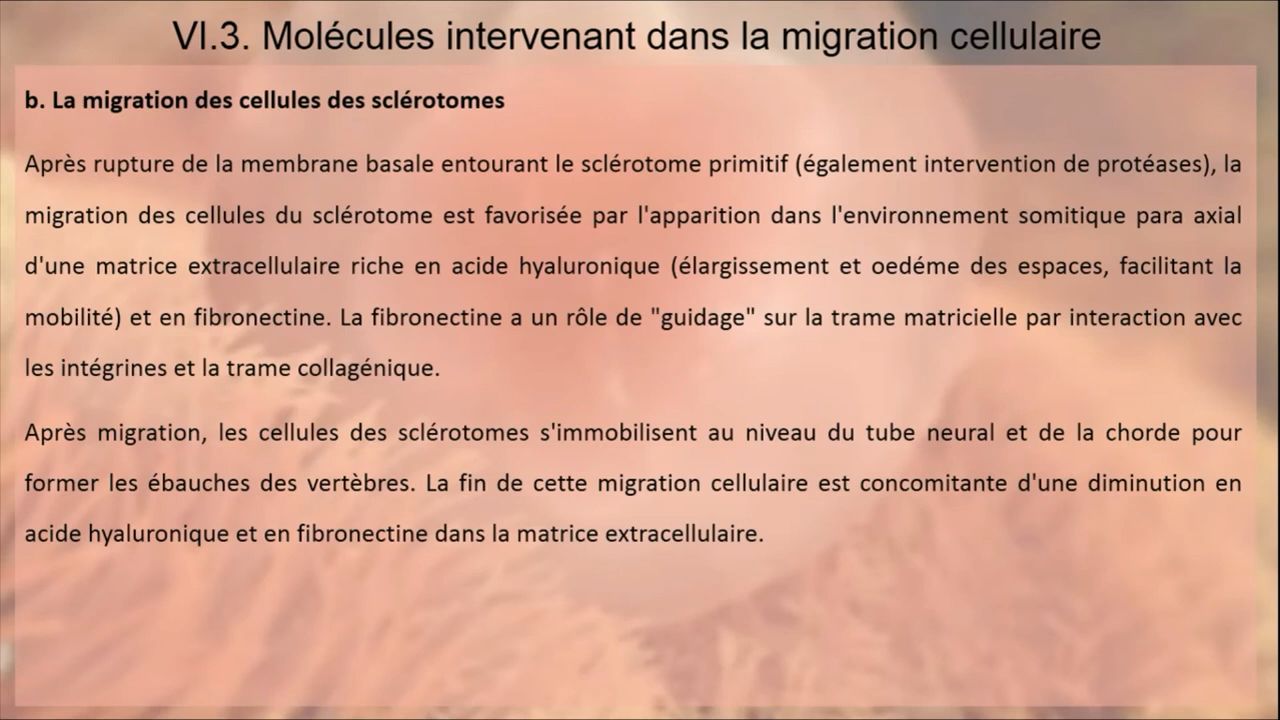 VI.3. Molécules intervenant dans la migration cellulaire
b. La migration des cellules des sclérotomes
Après rupture de la membrane basale entourant le sclérotome primitif (également intervention de protéases), la
migration des cellules du sclérotome est favorisée par l'apparition dans l'environnement somitique para axial
d'une matrice extracellulaire riche en acide hyaluronique (élargissement et oedéme des espaces, facilitant la
mobilité) et en fibronectine. La fibronectine a un rôle de "guidage" sur la trame matricielle par interaction avec
les intégrines et la trame collagénique.
Après migration, les cellules des sclérotomes s'immobilisent au niveau du tube neural et de la chorde pour
former les ébauches des vertèbres. La fin de cette migration cellulaire est concomitante d'une diminution en
acide hyaluronique et en fibronectine dans la matrice extracellulaire.